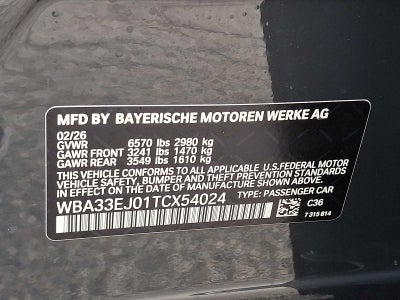 MFD BY BAYERISCHE MOTOREN WERKE AG
02/26
GVWR 6570 lbs 2980 kg
GAWR FRONT 3241 lbs 1470 kg
GAWR REAR 3549 lbs 1610 kg
THIS VEHICLE CONFORMS TO ALL APPLICABLE U.S.FEDERAL MOTOR
VEHICLE SAFETY, BUMPER, AND THEFT PREVENTION STANDARDS
IN EFFECT ON THE DATE OF MANUFACTURE SHOWN ABOVE.
WBA33EJ01TCX54024 TYPE: PASSENGER CAR
C36
7 315 814